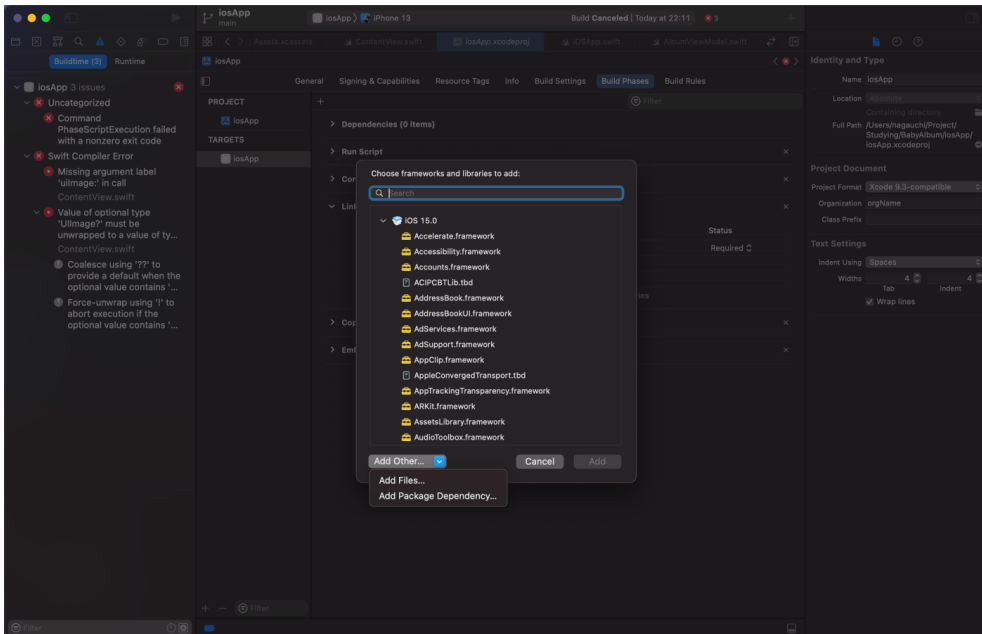 iosApp
main
iosApp
iPhone 13
Build Canceled | Today at 22:11
3
Assets.xcassets
ContentView.swift
iosApp.xcodeproj
iOSApp.swift
AlbumViewModel.swift
Buildtime (3)
Runtime
iosApp
iosApp 3 issues
Uncategorized
Command
PhaseScriptExecution failed
with a nonzero exit code
Swift Compiler Error
Missing argument label
'uiImage:' in call
ContentView.swift
Value of optional type
'UIImage?' must be
unwrapped to a value of ty...
ContentView.swift
Coalesce using '??' to
provide a default when the
optional value contains '...
Force-unwrap using '!' to
abort execution if the
optional value contains '...
Filter
General
Signing & Capabilities
Resource Tags
Info
Build Settings
Build Phases
Build Rules
PROJECT
iosApp
TARGETS
iosApp
Filter
Filter
Dependencies (0 items)
Run Script
Status
Required
Choose frameworks and libraries to add:
Search
iOS 15.0
Accelerate.framework
Accessibility.framework
Accounts.framework
ACIPCBTLib.tbd
AddressBook.framework
AddressBookUI.framework
AdServices.framework
AdSupport.framework
AppClip.framework
AppleConvergedTransport.tbd
AppTrackingTransparency.framework
ARKit.framework
AssetsLibrary.framework
AudioToolbox.framework
Add Other...
Cancel
Add
Add Files...
Add Package Dependency...
Identity and Type
Name iosApp
Location Absolute
Containing directory
Full Path /Users/nagauchi/Project/
Studying/BabyAlbum/iosApp/
iosApp.xcodeproj
Project Document
Project Format Xcode 9.3-compatible
Organization orgName
Class Prefix
Text Settings
Indent Using Spaces
Widths 4 4
Tab Indent
Wrap lines